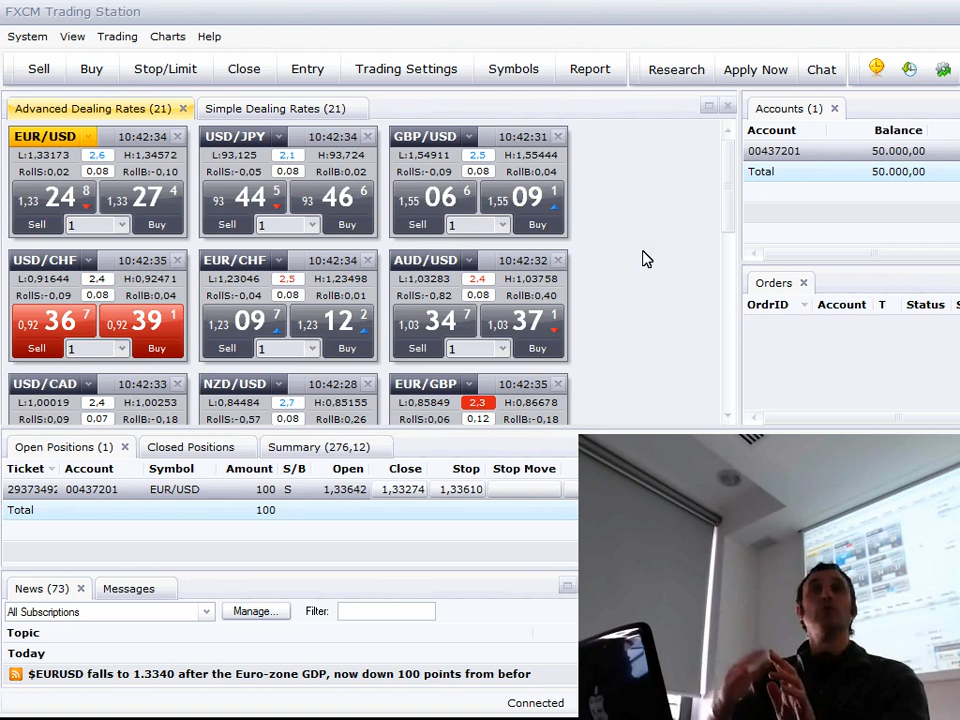 FXCM Trading Station
System View Trading Charts Help
Sell Buy Stop/Limit Close Entry Trading Settings Symbols Report Research Apply Now Chat
Advanced Dealing Rates (21) Simple Dealing Rates (21)
EUR/USD 10:42:34 USD/JPY 10:42:34 GBP/USD 10:42:31
L:1,33173 2,6 H:1,34572 L:93,125 2,1 H:93,724 L:1,54911 2,5 H:1,55444
RollS:0,02 0,08 RollB:-0,10 RollS:-0,05 0,08 RollB:0,00 RollS:-0,09 0,08 RollB:0,04
1,33 24 8 1,33 27 4 93 44 5 93 46 6 1,55 06 6 1,55 09 1
Sell 1 Buy Sell 1 Buy Sell 1 Buy
USD/CHF 10:42:35 EUR/CHF 10:42:34 AUD/USD 10:42:32
L:0,91644 2,4 H:0,92471 L:1,23046 2,5 H:1,23498 L:1,03283 2,4 H:1,03758
RollS:-0,09 0,08 RollB:0,04 RollS:-0,04 0,08 RollB:0,01 RollS:-0,82 0,08 RollB:0,40
0,92 36 7 0,92 39 1 1,23 09 7 1,23 12 2 1,03 34 7 1,03 37 1
Sell 1 Buy Sell 1 Buy Sell 1 Buy
USD/CAD 10:42:33 NZD/USD 10:42:28 EUR/GBP 10:42:35
L:1,00019 2,4 H:1,00253 L:0,84484 2,7 H:0,85155 L:0,85849 2,3 H:0,86678
RollS:0,09 0,07 RollB:-0,18 RollS:-0,57 0,08 RollB:0,26 RollS:0,06 0,12 RollB:-0,18
Accounts (1)
Account Balance
00437201 50.000,00
Total 50.000,00
Orders
OrdrID Account T Status S
Open Positions (1) Closed Positions Summary (276,12)
Ticket Account Symbol Amount S/B Open Close Stop Stop Move
29373492 00437201 EUR/USD 100 S 1,33642 1,33274 1,33610
Total 100
News (73) Messages
All Subscriptions Manage... Filter:
Topic
Today
$EURUSD falls to 1.3340 after the Euro-zone GDP, now down 100 points from befor
Connected